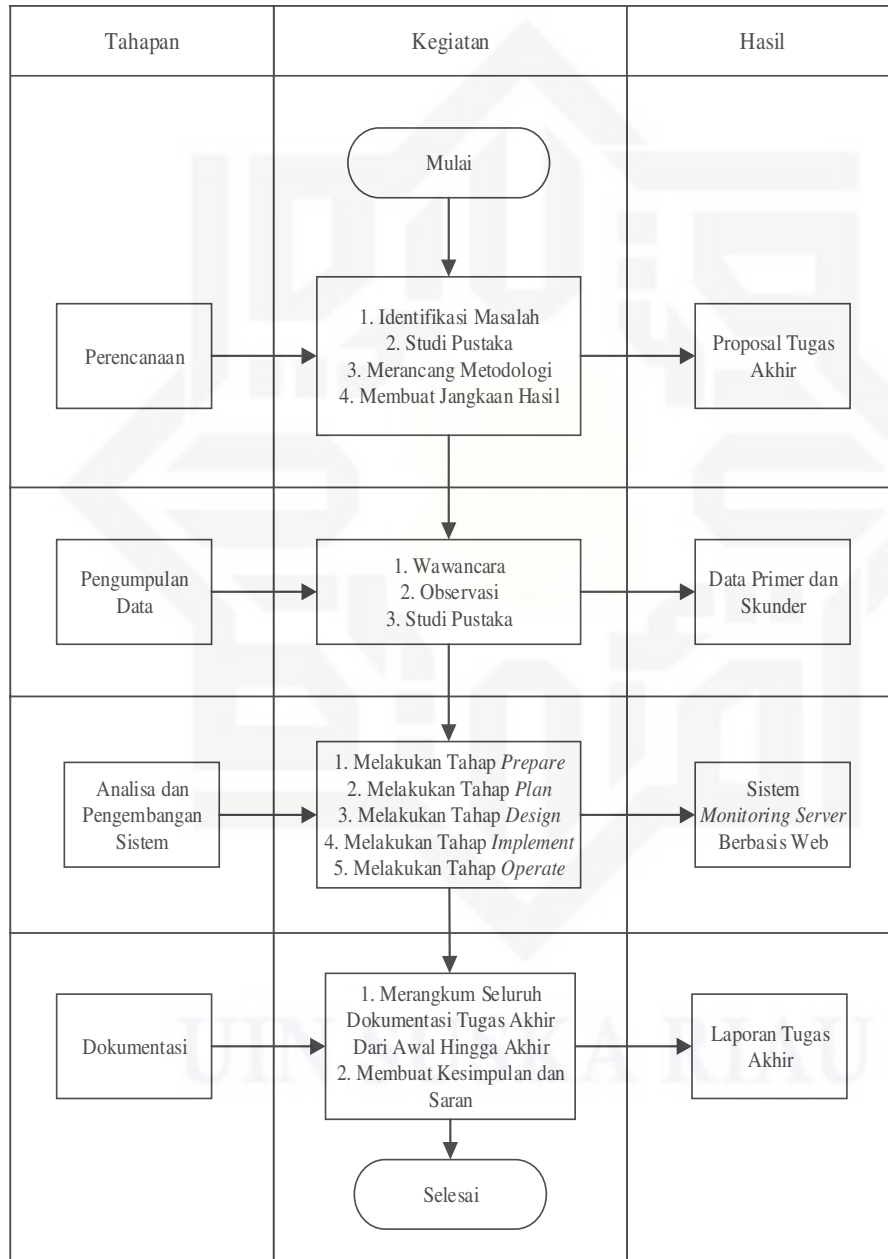 Tahapan
Kegiatan
Hasil
Mulai
Perencanaan
1. Identifikasi Masalah
2. Studi Pustaka
3. Merancang Metodologi
4. Membuat Jangkaan Hasil
Proposal Tugas
Akhir
Pengumpulan
Data
1. Wawancara
2. Observasi
3. Studi Pustaka
Data Primer dan
Skunder
Analisa dan
Pengembangan
Sistem
1. Melakukan Tahap Prepare
2. Melakukan Tahap Plan
3. Melakukan Tahap Design
4. Melakukan Tahap Implement
5. Melakukan Tahap Operate
Sistem
Monitoring Server
Berbasis Web
Dokumentasi
1. Merangkum Seluruh
Dokumentasi Tugas Akhir
Dari Awal Hingga Akhir
2. Membuat Kesimpulan dan
Saran
Laporan Tugas
Akhir
Selesai
UIN RIAU